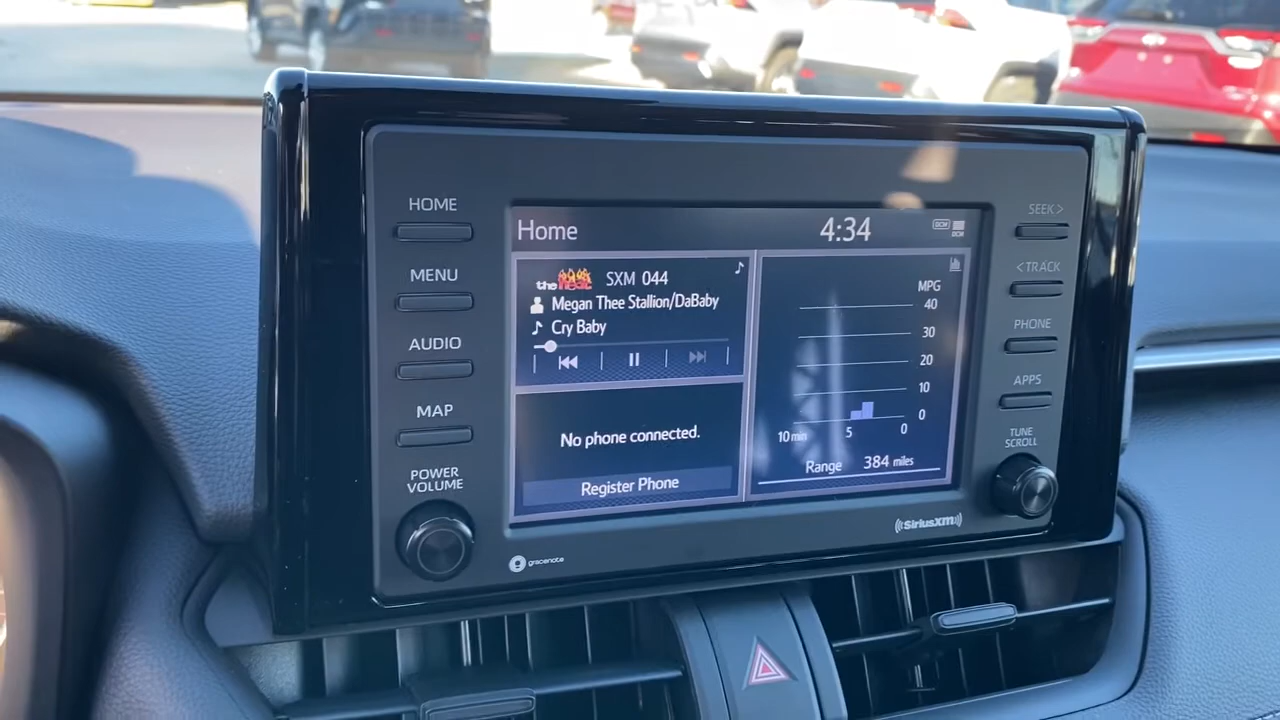 HOME
MENU
AUDIO
MAP
POWER
VOLUME
Home 4:34 DCM
DCM
the heat SXM 044
Megan Thee Stallion/DaBaby
Cry Baby
No phone connected.
Register Phone
MPG
40
30
20
10
0
10 min 5 0
Range 384 miles
SEEK >
< TRACK
PHONE
APPS
TUNE
SCROLL
gracenote
((SiriusXM))